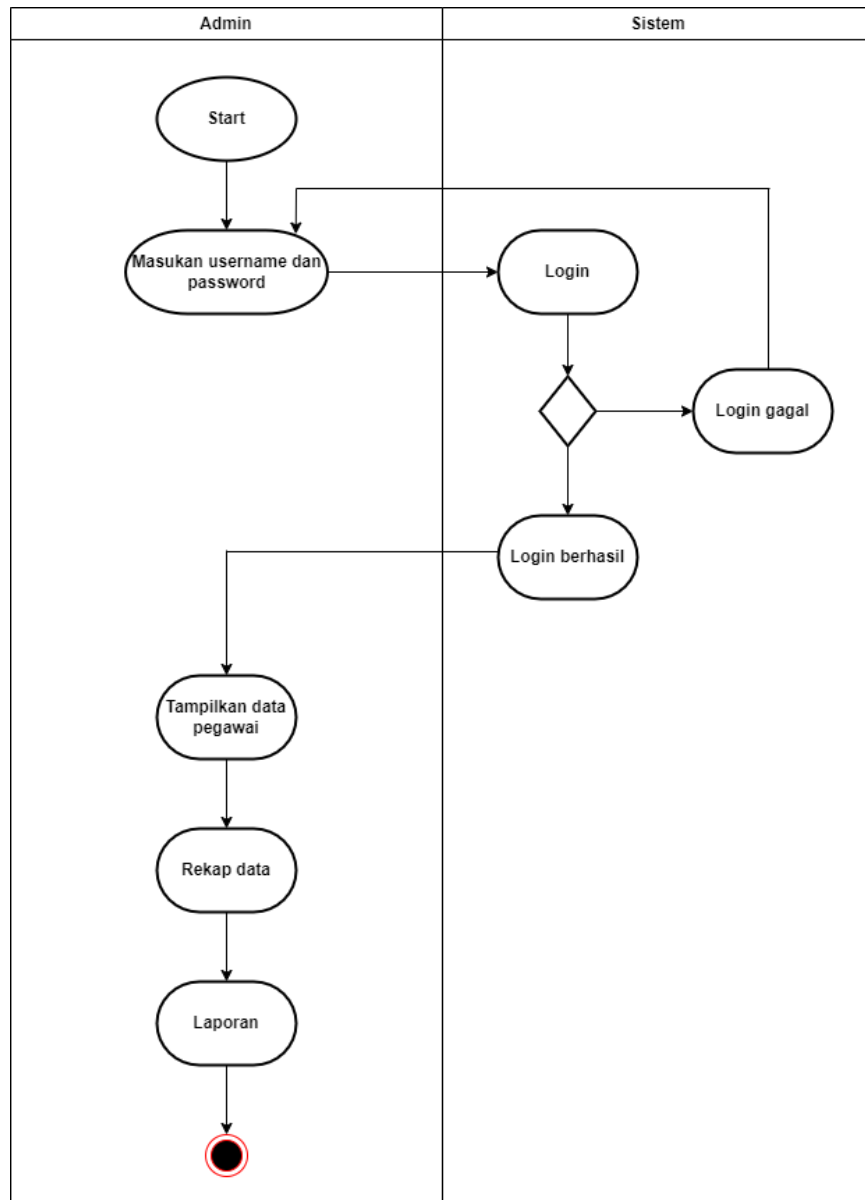 Admin
Sistem
Start
Masukan username dan
password
Login
Login gagal
Login berhasil
Tampilkan data
pegawai
Rekap data
Laporan